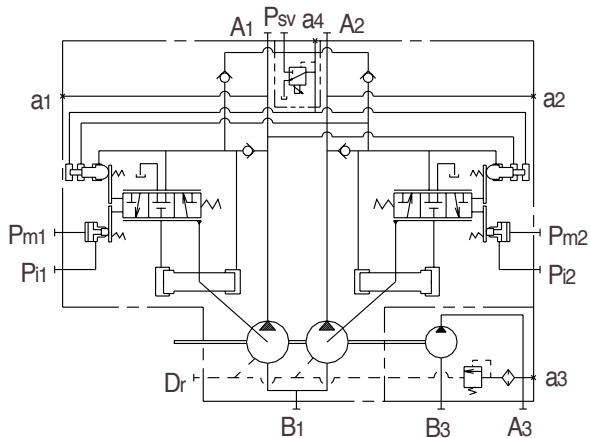 A1 Psv a4 A2
a1 a2
Pm1 Pm2
Pi1 Pi2
Dr a3
B1 B3 A3